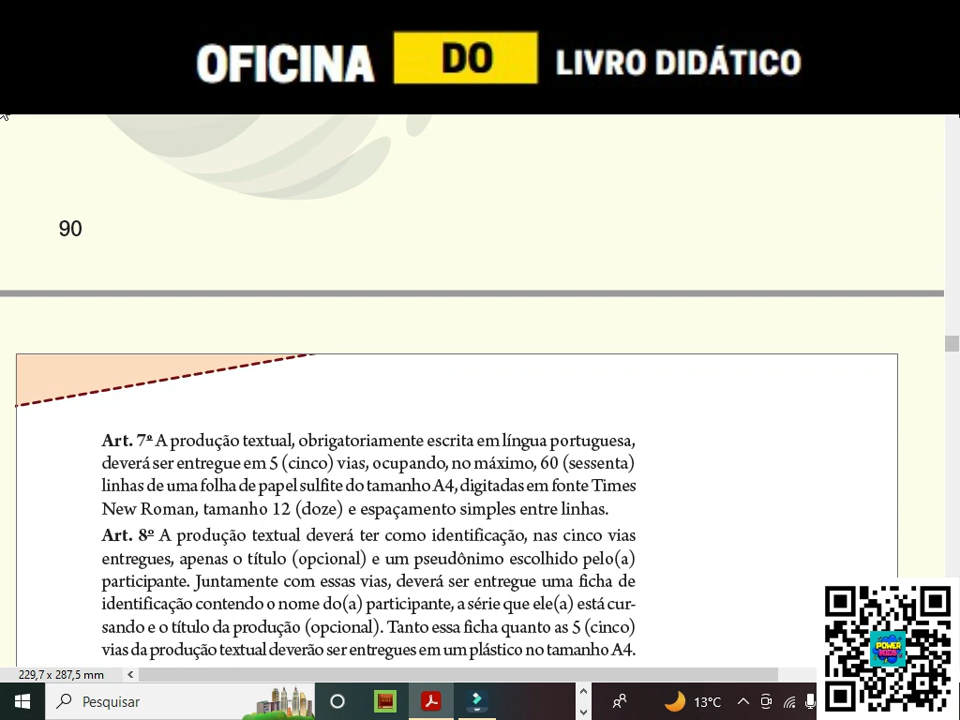 OFICINA DO LIVRO DIDÁTICO
90
Art. 7º A produção textual, obrigatoriamente escrita em língua portuguesa,
deverá ser entregue em 5 (cinco) vias, ocupando, no máximo, 60 (sessenta)
linhas de uma folha de papel sulfite do tamanho A4, digitadas em fonte Times
New Roman, tamanho 12 (doze) e espaçamento simples entre linhas.
Art. 8º A produção textual deverá ter como identificação, nas cinco vias
entregues, apenas o título (opcional) e um pseudônimo escolhido pelo(a)
participante. Juntamente com essas vias, deverá ser entregue uma ficha de
identificação contendo o nome do(a) participante, a série que ele(a) está cur-
sando e o título da produção (opcional). Tanto essa ficha quanto as 5 (cinco)
vias da produção textual deverão ser entregues em um plástico no tamanho A4.
229,7 x 287,5 mm
Pesquisar
13°C
POWER